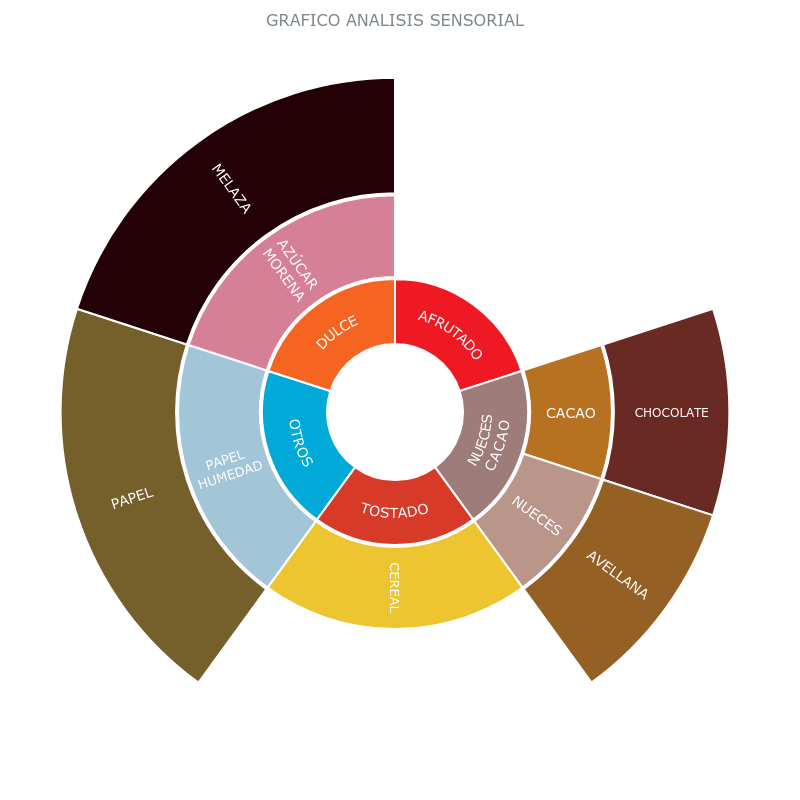 GRAFICO ANALISIS SENSORIAL
MELAZA
AZÚCAR
MORENA
DULCE
AFRUTADO
OTROS
NUECES
CACAO
CACAO
CHOCOLATE
PAPEL
HUMEDAD
PAPEL
TOSTADO
NUECES
AVELLANA
CEREAL